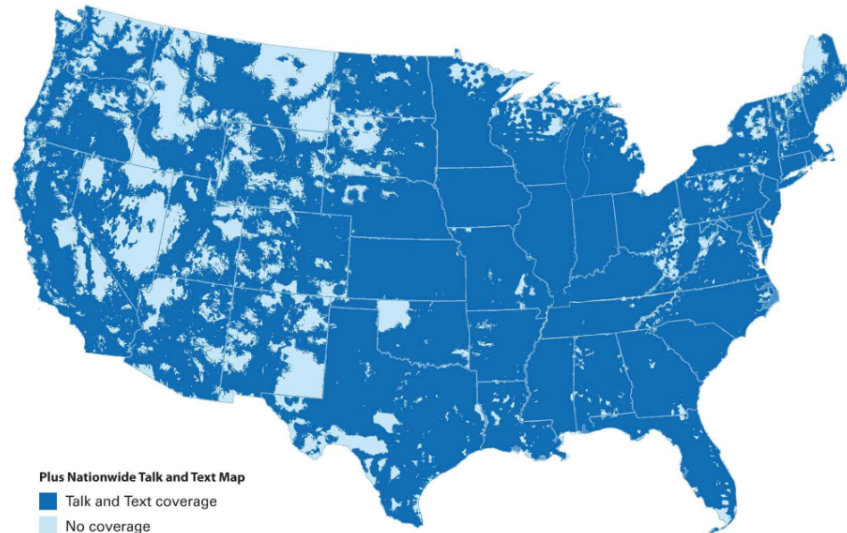 Plus Nationwide Talk and Text Map
Talk and Text coverage
No coverage